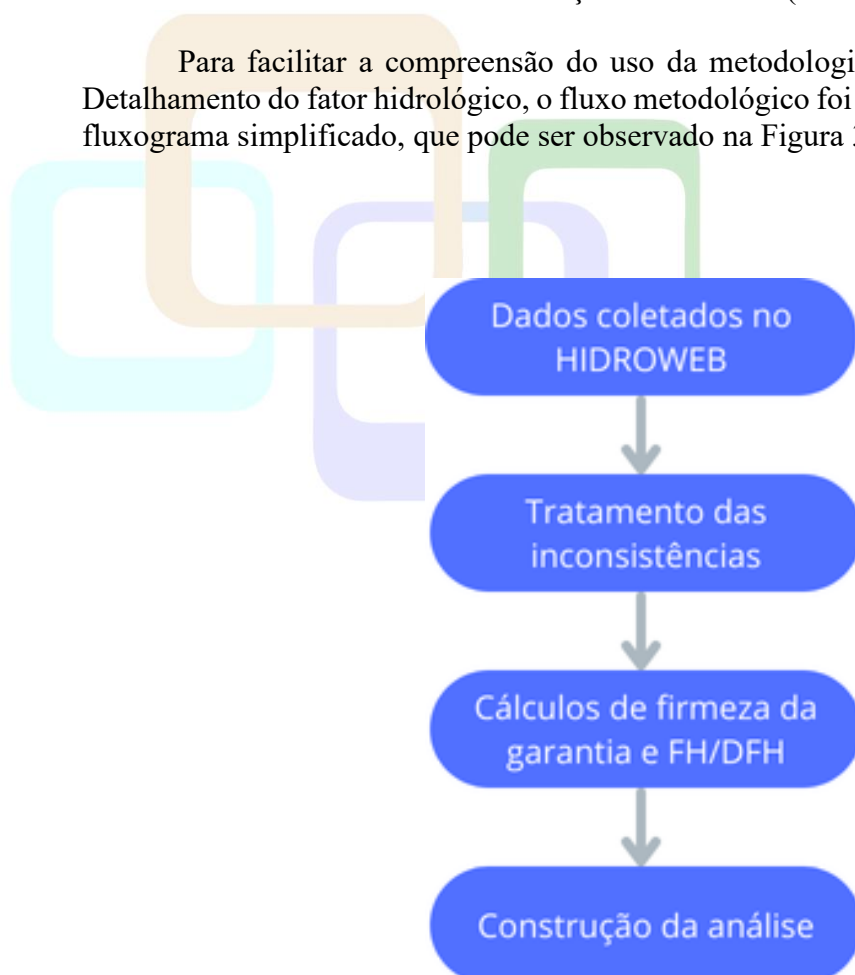 Para facilitar a compreensão do uso da metodologi
Detalhamento do fator hidrológico, o fluxo metodológico foi
fluxograma simplificado, que pode ser observado na Figura
Dados coletados no
HIDROWEB
Tratamento das
inconsistências
Cálculos de firmeza da
garantia e FH/DFH
Construção da análise